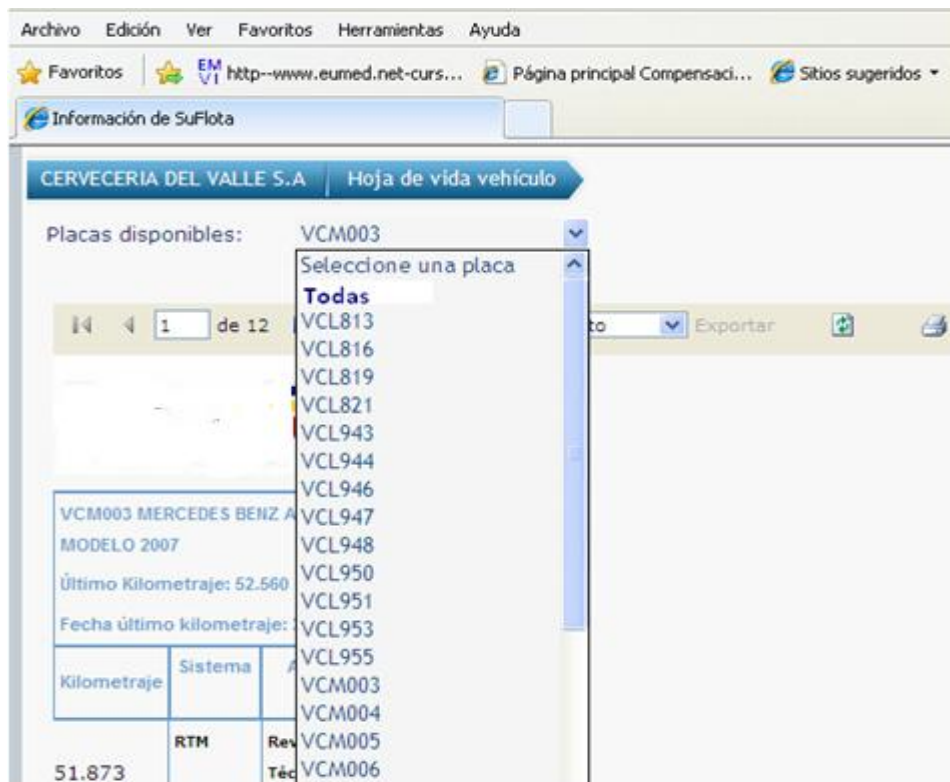 Archivo Edición Ver Favoritos Herramientas Ayuda
Favoritos http--www.eumed.net-curs... Página principal Compensaci... Sitios sugeridos
Información de SuFlota
CERVECERIA DEL VALLE S.A Hoja de vida vehículo
Placas disponibles: VCM003
Seleccione una placa
Todas
VCL813
VCL816
VCL819
VCL821
VCL943
VCL944
VCL946
VCL947
VCL948
VCL950
VCL951
VCL953
VCL955
VCM003
VCM004
VCM005
VCM006
1 de 12 Exportar
VCM003 MERCEDES BENZ A
MODELO 2007
Último Kilometraje: 52.560
Fecha último kilometraje:
Kilometraje Sistema
RTM Rev
51.873 Téc